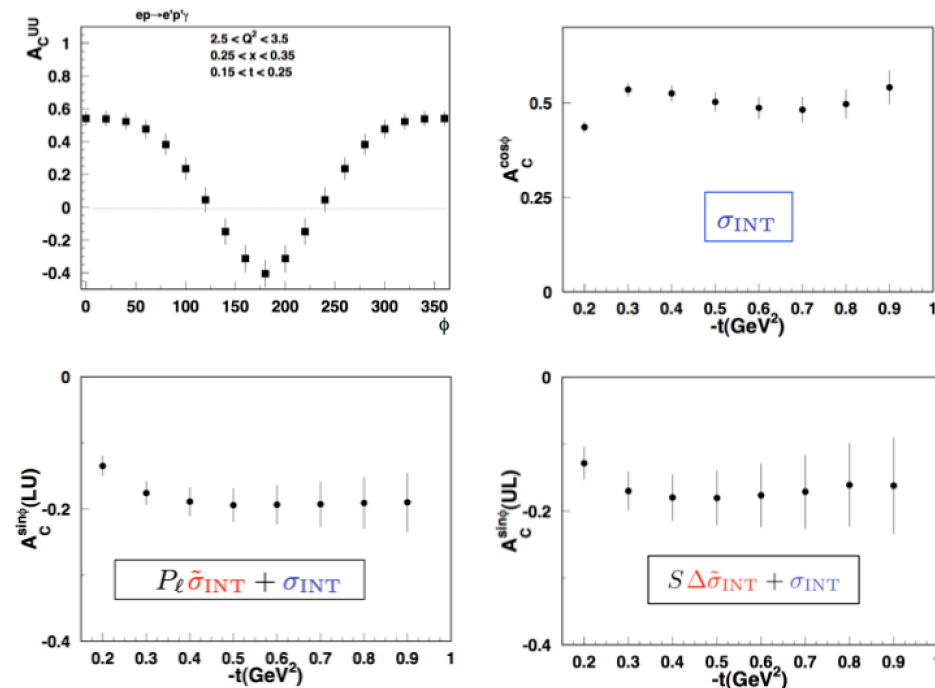 ep→e'p'γ
A_C^UU
2.5 < Q² < 3.5
0.25 < x < 0.35
0.15 < t < 0.25
1
0.8
0.6
0.4
0.2
0
-0.2
-0.4
0 50 100 150 200 250 300 350
ϕ
A_C^cosϕ
0.5
0.25
0
σ_INT
0.2 0.3 0.4 0.5 0.6 0.7 0.8 0.9 1
-t(GeV²)
A_C^sinϕ(LU)
0
-0.2
-0.4
P_ℓ σ̃_INT + σ_INT
0.2 0.3 0.4 0.5 0.6 0.7 0.8 0.9 1
-t(GeV²)
A_C^sinϕ(UL)
0
-0.2
-0.4
S Δσ̃_INT + σ_INT
0.2 0.3 0.4 0.5 0.6 0.7 0.8 0.9 1
-t(GeV²)